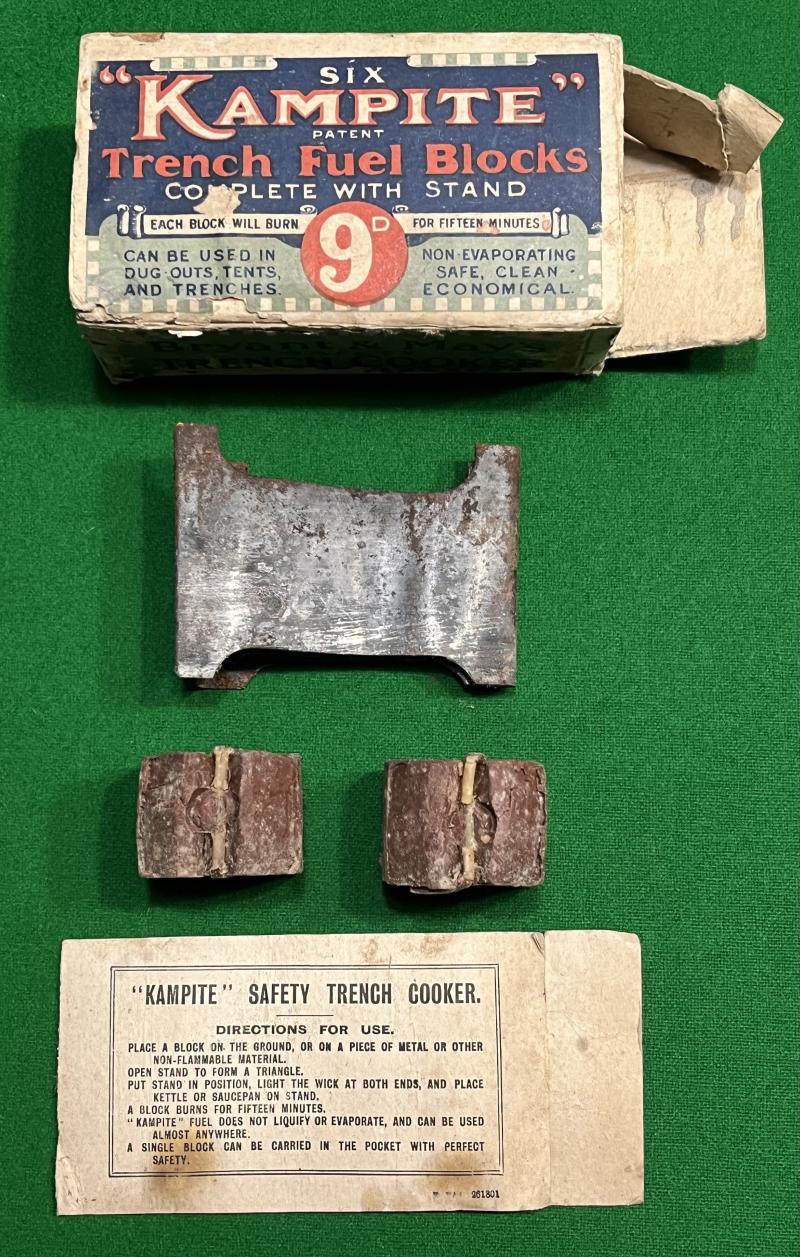 SIX
"KAMPITE"
PATENT
Trench Fuel Blocks
COMPLETE WITH STAND
EACH BLOCK WILL BURN 9D FOR FIFTEEN MINUTES
CAN BE USED IN
DUG-OUTS, TENTS,
AND TRENCHES.
NON-EVAPORATING
SAFE, CLEAN -
ECONOMICAL.
Bryant & May's
TRENCH COOKER
"KAMPITE" SAFETY TRENCH COOKER.
DIRECTIONS FOR USE.
PLACE A BLOCK ON THE GROUND, OR ON A PIECE OF METAL OR OTHER
NON-FLAMMABLE MATERIAL.
OPEN STAND TO FORM A TRIANGLE.
PUT STAND IN POSITION, LIGHT THE WICK AT BOTH ENDS, AND PLACE
KETTLE OR SAUCEPAN ON STAND.
A BLOCK BURNS FOR FIFTEEN MINUTES.
"KAMPITE" FUEL DOES NOT LIQUIFY OR EVAPORATE, AND CAN BE USED
ALMOST ANYWHERE.
A SINGLE BLOCK CAN BE CARRIED IN THE POCKET WITH PERFECT
SAFETY.
261801